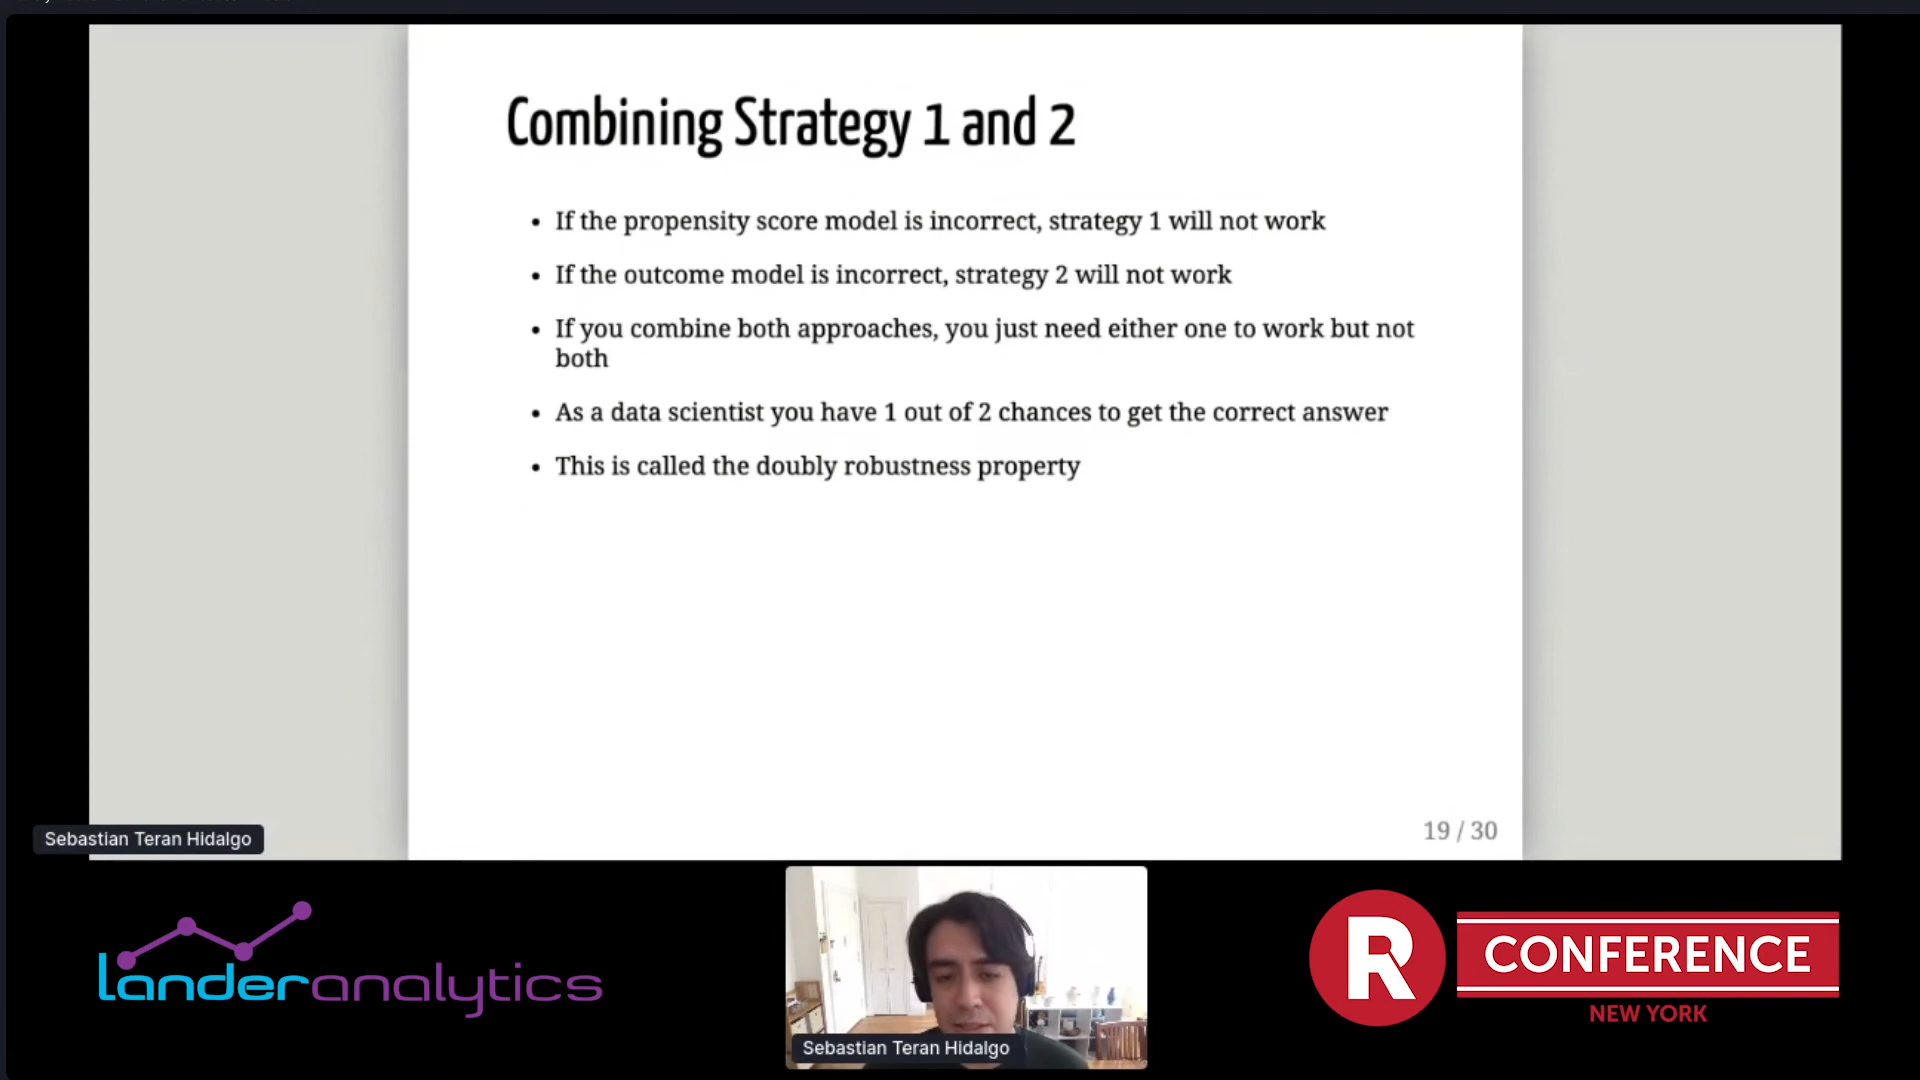 Combining Strategy 1 and 2
• If the propensity score model is incorrect, strategy 1 will not work
• If the outcome model is incorrect, strategy 2 will not work
• If you combine both approaches, you just need either one to work but not
both
• As a data scientist you have 1 out of 2 chances to get the correct answer
• This is called the doubly robustness property
19 / 30
Sebastian Teran Hidalgo
landeranalytics
Sebastian Teran Hidalgo
R CONFERENCE
NEW YORK